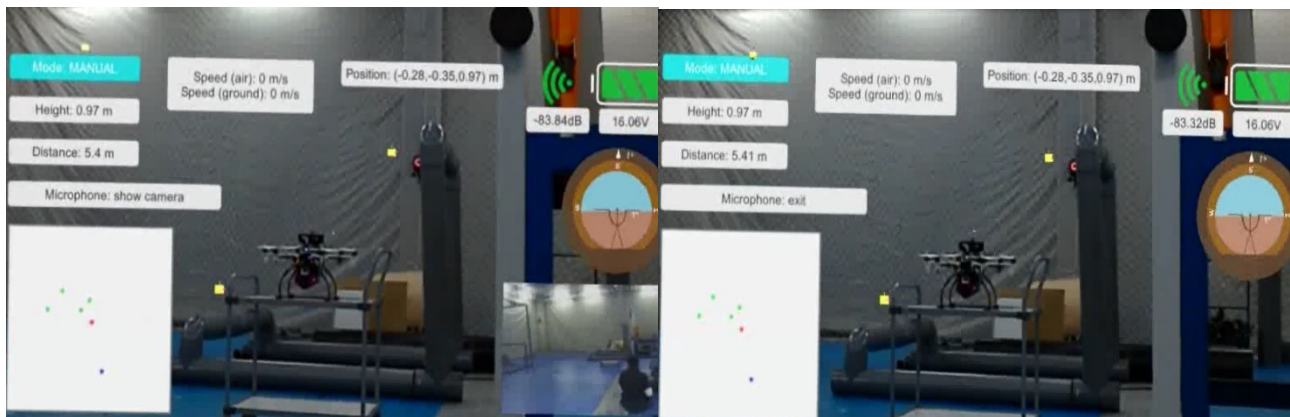 Mode: MANUAL
Speed (air): 0 m/s
Speed (ground): 0 m/s
Position: (-0.28,-0.35,0.97) m
Height: 0.97 m
-83.84dB
16.06V
Distance: 5.4 m
Microphone: show camera
Mode: MANUAL
Speed (air): 0 m/s
Speed (ground): 0 m/s
Position: (-0.28,-0.35,0.97) m
Height: 0.97 m
-83.32dB
16.06V
Distance: 5.41 m
Microphone: exit